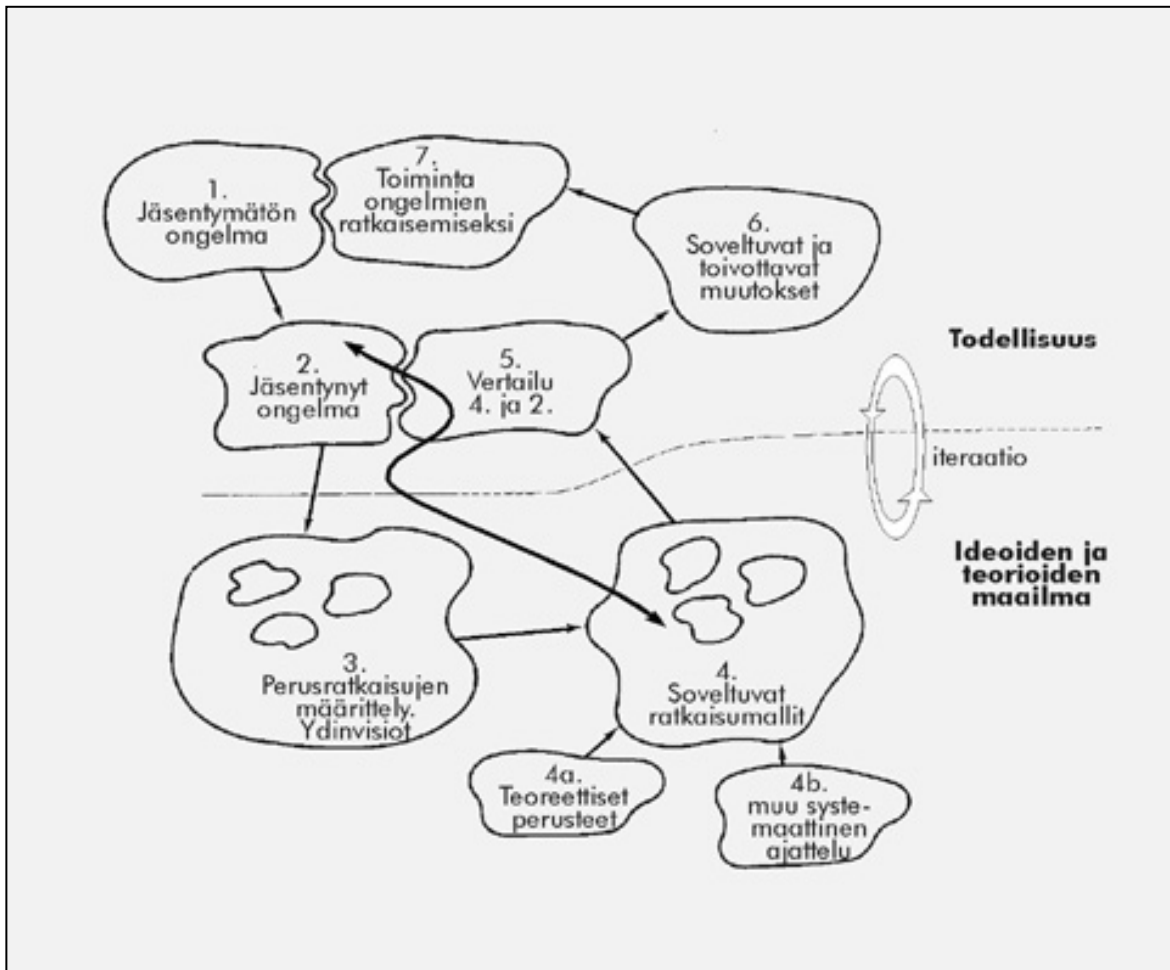 1.
Jäsentymätön
ongelma
7.
Toiminta
ongelmien
ratkaisemiseksi
6.
Soveltuvat ja
toivottavat
muutokset
2.
Jäsentynyt
ongelma
5.
Vertailu
4. ja 2.
Todellisuus
iteraatio
Ideoiden ja
teorioiden
maailma
3.
Perusratkaisujen
määrittely.
Ydinvisiot
4.
Soveltuvat
ratkaisumallit
4a.
Teoreettiset
perusteet
4b.
muu syste-
maattinen
ajattelu